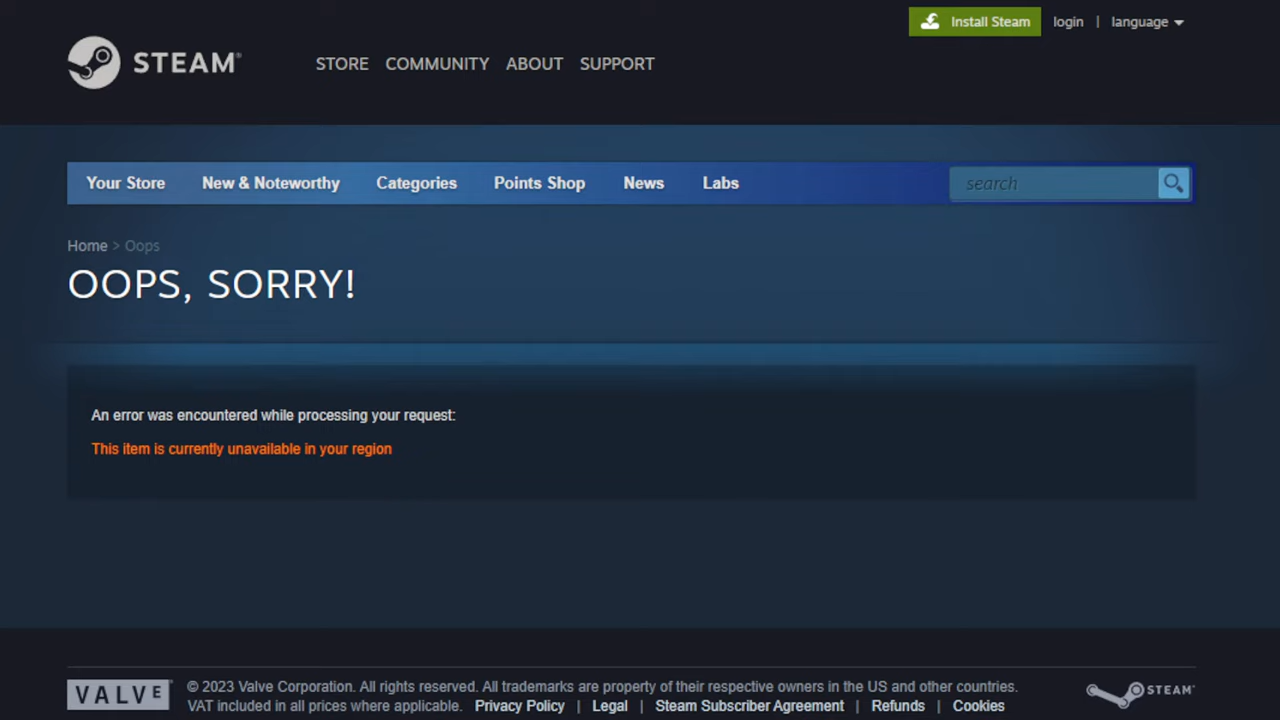 Install Steam login | language
STEAM®
STORE COMMUNITY ABOUT SUPPORT
Your Store New & Noteworthy Categories Points Shop News Labs search
Home > Oops
OOPS, SORRY!
An error was encountered while processing your request:
This item is currently unavailable in your region
VALVE® © 2023 Valve Corporation. All rights reserved. All trademarks are property of their respective owners in the US and other countries.
VAT included in all prices where applicable. Privacy Policy | Legal | Steam Subscriber Agreement | Refunds | Cookies
STEAM®